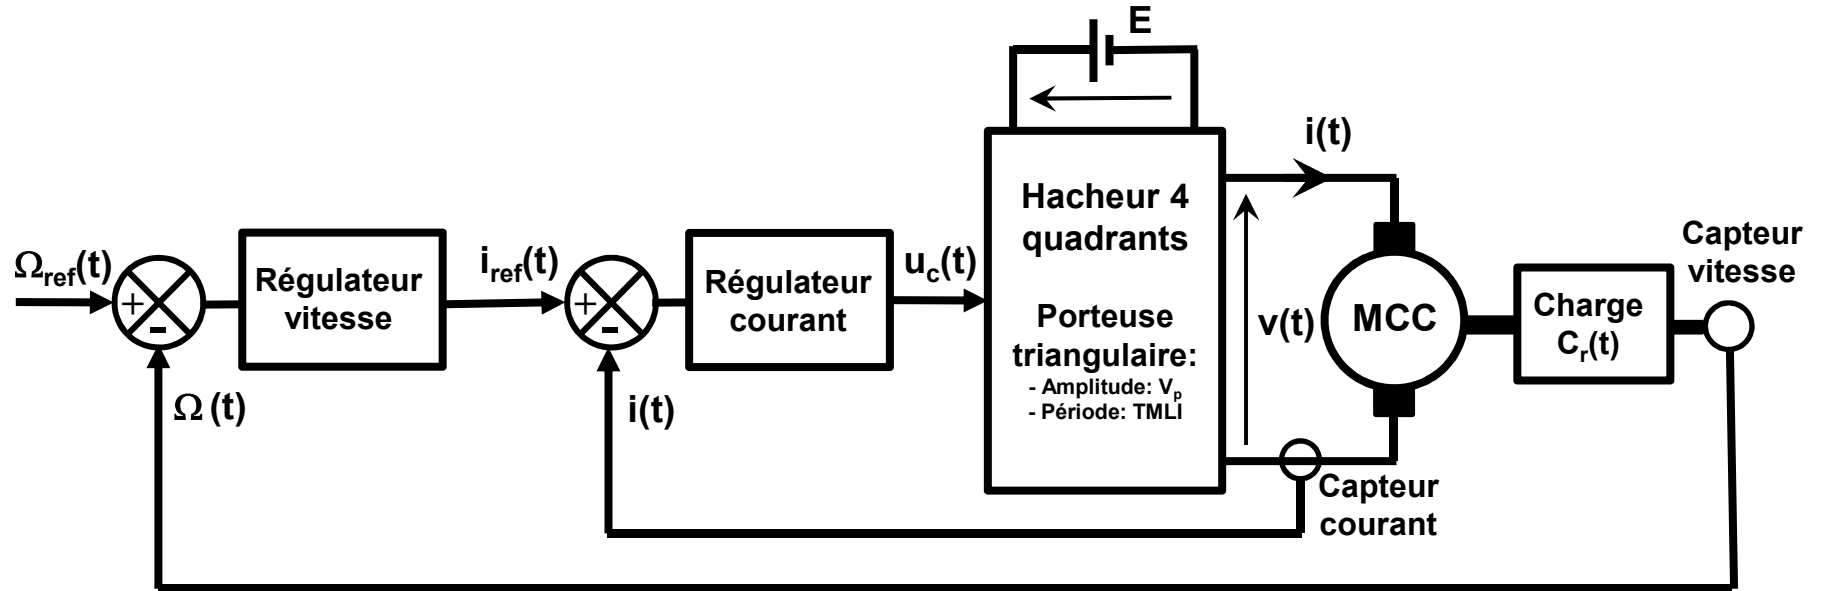 E
i(t)
Hacheur 4
quadrants
Porteuse
triangulaire:
- Amplitude: Vp
- Période: TMLI
Ωref(t)
+
-
Régulateur
vitesse
iref(t)
+
-
Régulateur
courant
uc(t)
v(t)
MCC
Charge
Cr(t)
Capteur
vitesse
Ω (t)
i(t)
Capteur
courant